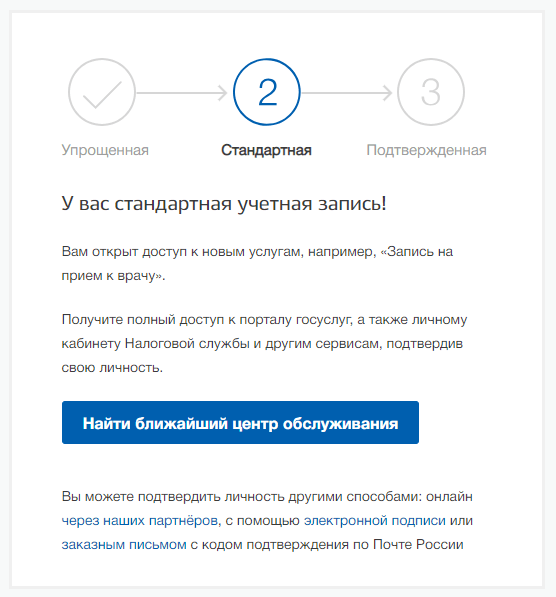 2
3
Упрощенная
Стандартная
Подтвержденная
У вас стандартная учетная запись!
Вам открыт доступ к новым услугам, например, «Запись на
прием к врачу».
Получите полный доступ к порталу госуслуг, а также личному
кабинету Налоговой службы и другим сервисам, подтвердив
свою личность.
Найти ближайший центр обслуживания
Вы можете подтвердить личность другими способами: онлайн
через наших партнёров, с помощью электронной подписи или
заказным письмом с кодом подтверждения по Почте России